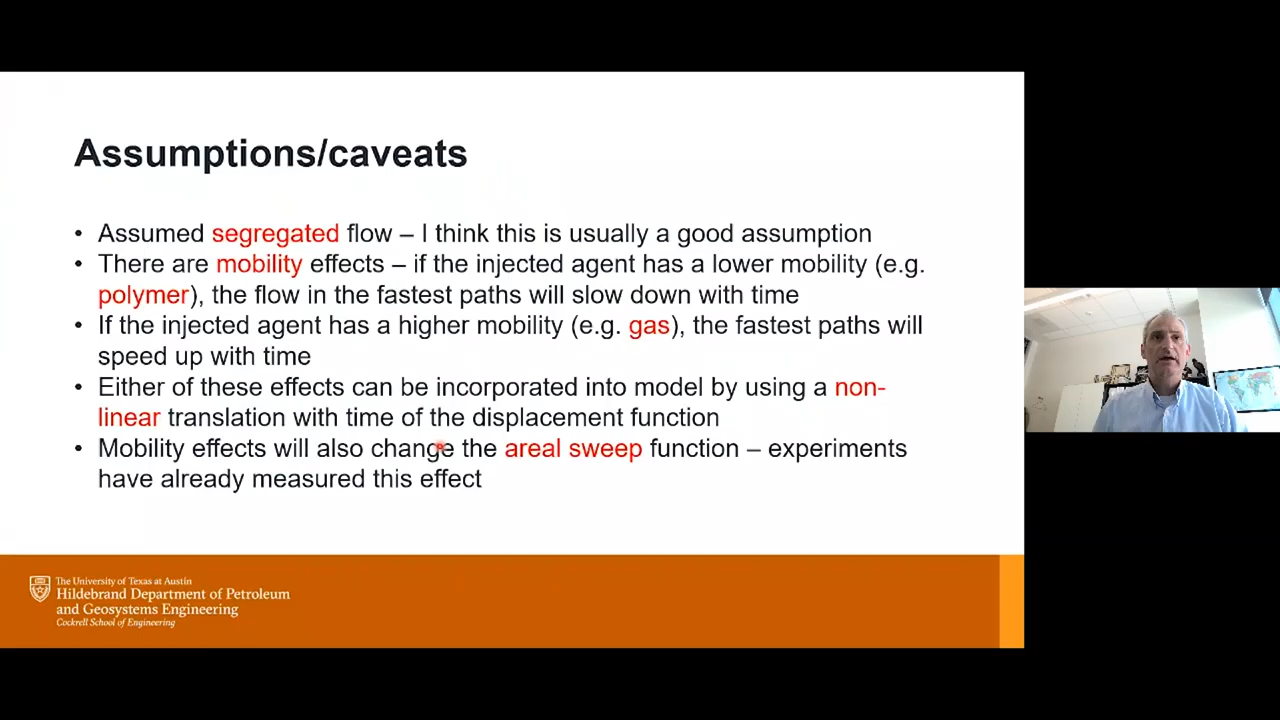 Assumptions/caveats
• Assumed segregated flow – I think this is usually a good assumption
• There are mobility effects – if the injected agent has a lower mobility (e.g.
polymer), the flow in the fastest paths will slow down with time
• If the injected agent has a higher mobility (e.g. gas), the fastest paths will
speed up with time
• Either of these effects can be incorporated into model by using a non-
linear translation with time of the displacement function
• Mobility effects will also change the areal sweep function – experiments
have already measured this effect
The University of Texas at Austin
Hildebrand Department of Petroleum
and Geosystems Engineering
Cockrell School of Engineering